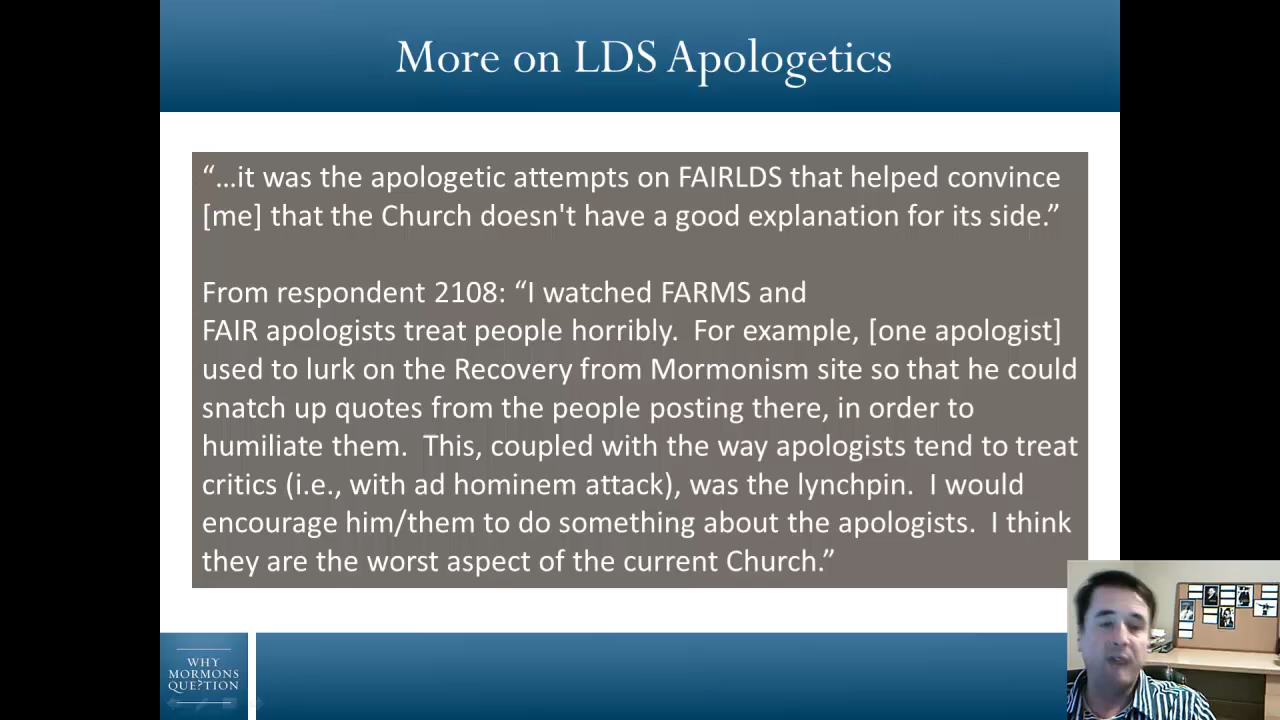 More on LDS Apologetics
“…it was the apologetic attempts on FAIRLDS that helped convince
[me] that the Church doesn't have a good explanation for its side.”
From respondent 2108: “I watched FARMS and
FAIR apologists treat people horribly.  For example, [one apologist]
used to lurk on the Recovery from Mormonism site so that he could
snatch up quotes from the people posting there, in order to
humiliate them.  This, coupled with the way apologists tend to treat
critics (i.e., with ad hominem attack), was the lynchpin.  I would
encourage him/them to do something about the apologists.  I think
they are the worst aspect of the current Church.”
WHY
MORMONS
QUE?TION